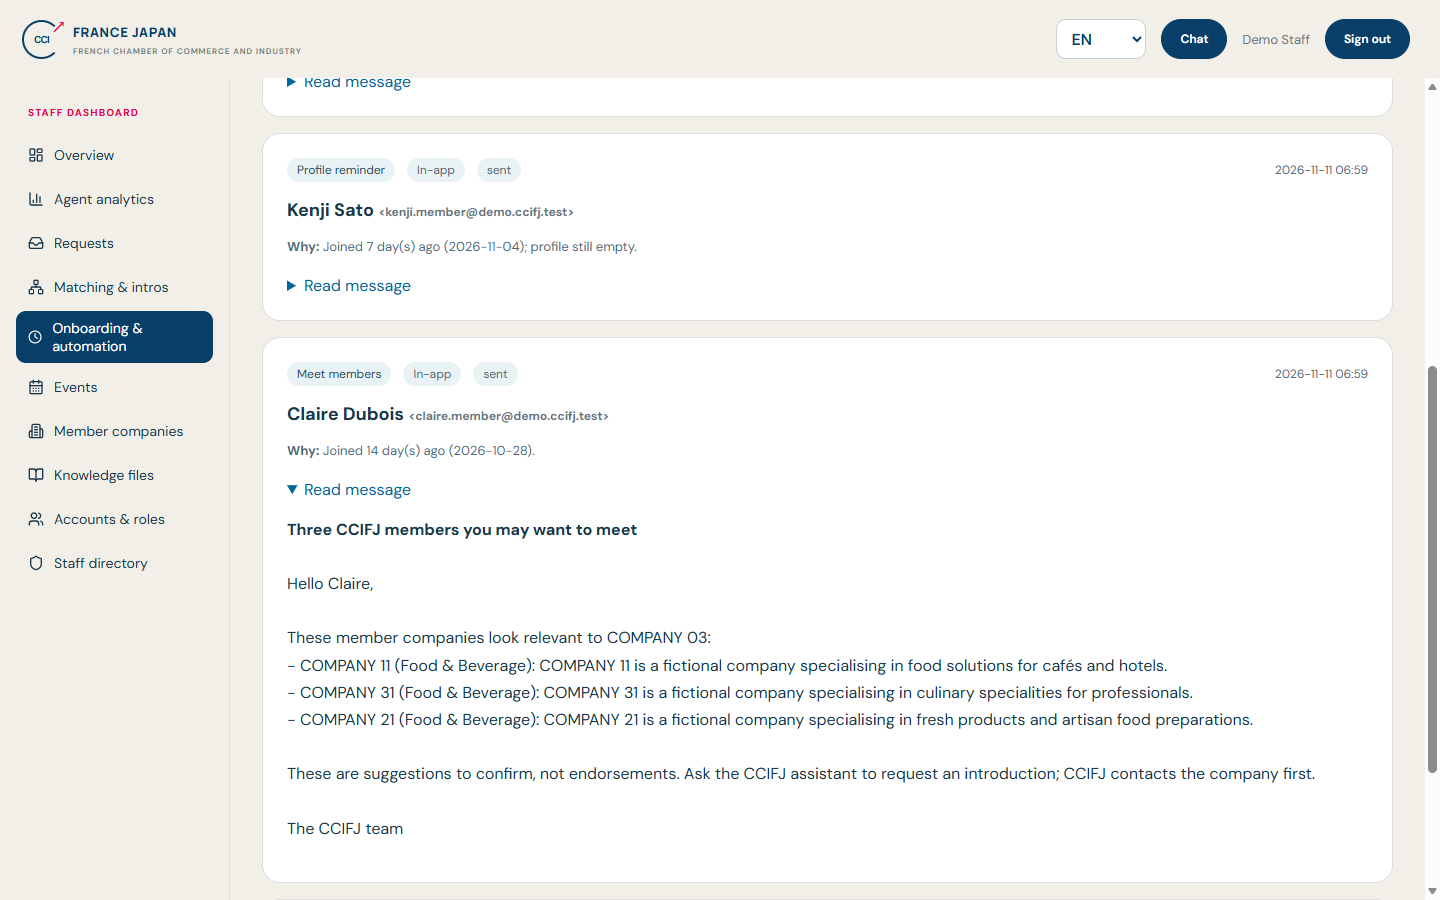 CCI
FRANCE JAPAN
FRENCH CHAMBER OF COMMERCE AND INDUSTRY
EN
Chat
Demo Staff
Sign out
STAFF DASHBOARD
Overview
Agent analytics
Requests
Matching & intros
Onboarding &
automation
Events
Member companies
Knowledge files
Accounts & roles
Staff directory
Read message
Profile reminder
In-app
sent
2026-11-11 06:59
Kenji Sato <kenji.member@demo.ccifj.test>
Why: Joined 7 day(s) ago (2026-11-04); profile still empty.
Read message
Meet members
In-app
sent
2026-11-11 06:59
Claire Dubois <claire.member@demo.ccifj.test>
Why: Joined 14 day(s) ago (2026-10-28).
Read message
Three CCIFJ members you may want to meet
Hello Claire,
These member companies look relevant to COMPANY 03:
- COMPANY 11 (Food & Beverage): COMPANY 11 is a fictional company specialising in food solutions for cafés and hotels.
- COMPANY 31 (Food & Beverage): COMPANY 31 is a fictional company specialising in culinary specialities for professionals.
- COMPANY 21 (Food & Beverage): COMPANY 21 is a fictional company specialising in fresh products and artisan food preparations.
These are suggestions to confirm, not endorsements. Ask the CCIFJ assistant to request an introduction; CCIFJ contacts the company first.
The CCIFJ team